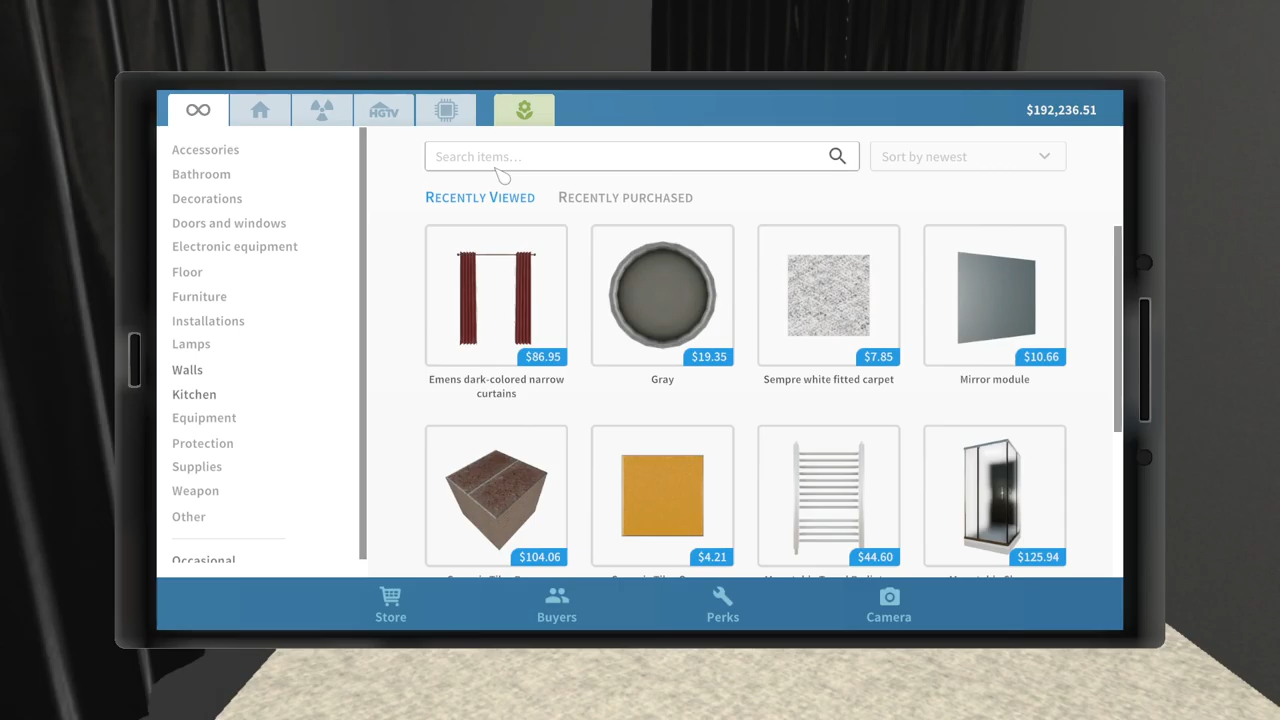 HGTV
$192,236.51
Accessories
Bathroom
Decorations
Doors and windows
Electronic equipment
Floor
Furniture
Installations
Lamps
Walls
Kitchen
Equipment
Protection
Supplies
Weapon
Other
Occasional
Search items...
Sort by newest
RECENTLY VIEWED
RECENTLY PURCHASED
$86.95
Emens dark-colored narrow
curtains
$19.35
Gray
$7.85
Sempre white fitted carpet
$10.66
Mirror module
$104.06
$4.21
$44.60
$125.94
Store
Buyers
Perks
Camera